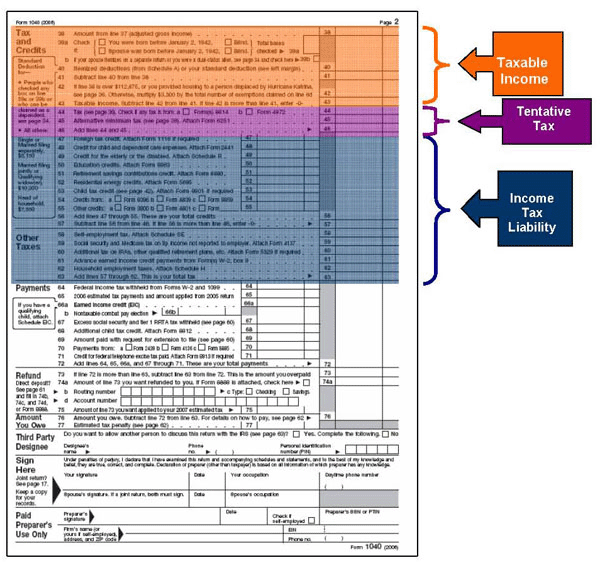 Form 1040 (2006) Page 2
Tax and Credits
38 Amount from line 37 (adjusted gross income) 38
39a Check You were born before January 2, 1942, Blind. Total boxes
if: Spouse was born before January 2, 1942, Blind. checked 39a
b If your spouse itemizes on a separate return or you were a dual-status alien, see page 34 and check here 39b
Standard Deduction for—
40 Itemized deductions (from Schedule A) or your standard deduction (see left margin) 40
• People who checked any box on line 39a or 39b or who can be claimed as a dependent, see page 34.
41 Subtract line 40 from line 38 41
42 If line 38 is over $112,875, or you provided housing to a person displaced by Hurricane Katrina,
see page 36. Otherwise, multiply $3,300 by the total number of exemptions claimed on line 6d 42
43 Taxable income. Subtract line 42 from line 41. If line 42 is more than line 41, enter -0- 43
44 Tax (see page 36). Check if any tax is from: a Form(s) 8814 b Form 4972 44
45 Alternative minimum tax (see page 39). Attach Form 6251 45
• All others:
46 Add lines 44 and 45 46
Single or Married filing separately, $5,150
47 Foreign tax credit. Attach Form 1116 if required 47
48 Credit for child and dependent care expenses. Attach Form 2441 48
49 Credit for the elderly or the disabled. Attach Schedule R 49
Married filing jointly or Qualifying widow(er), $10,300
50 Education credits. Attach Form 8863 50
51 Retirement savings contributions credit. Attach Form 8880 51
52 Residential energy credits. Attach Form 5695 52
53 Child tax credit (see page 42). Attach Form 8901 if required 53
Head of household, $7,550
54 Credits from: a Form 8396 b Form 8839 c Form 8859 54
55 Other credits: a Form 3800 b Form 8801 c Form 55
56 Add lines 47 through 55. These are your total credits 56
57 Subtract line 56 from line 46. If line 56 is more than line 46, enter -0- 57
Other Taxes
58 Self-employment tax. Attach Schedule SE 58
59 Social security and Medicare tax on tip income not reported to employer. Attach Form 4137 59
60 Additional tax on IRAs, other qualified retirement plans, etc. Attach Form 5329 if required 60
61 Advance earned income credit payments from Form(s) W-2, box 9 61
62 Household employment taxes. Attach Schedule H 62
63 Add lines 57 through 62. This is your total tax 63
Payments
64 Federal income tax withheld from Forms W-2 and 1099 64
65 2006 estimated tax payments and amount applied from 2005 return 65
If you have a qualifying child, attach Schedule EIC.
66a Earned income credit (EIC) 66a
b Nontaxable combat pay election 66b
67 Excess social security and tier 1 RRTA tax withheld (see page 60) 67
68 Additional child tax credit. Attach Form 8812 68
69 Amount paid with request for extension to file (see page 60) 69
70 Payments from: a Form 2439 b Form 4136 c Form 8885 70
71 Credit for federal telephone excise tax paid. Attach Form 8913 if required 71
72 Add lines 64, 65, 66a, and 67 through 71. These are your total payments 72
Refund
73 If line 72 is more than line 63, subtract line 63 from line 72. This is the amount you overpaid 73
Direct deposit? See page 61 and fill in 74b, 74c, and 74d, or Form 8888.
74a Amount of line 73 you want refunded to you. If Form 8888 is attached, check here 74a
b Routing number c Type: Checking Savings
d Account number
75 Amount of line 73 you want applied to your 2007 estimated tax 75
Amount You Owe
76 Amount you owe. Subtract line 72 from line 63. For details on how to pay, see page 62 76
77 Estimated tax penalty (see page 62) 77
Third Party Designee
Do you want to allow another person to discuss this return with the IRS (see page 63)? Yes. Complete the following. No
Designee's name Phone no. ( ) Personal identification number (PIN)
Sign Here
Under penalties of perjury, I declare that I have examined this return and accompanying schedules and statements, and to the best of my knowledge and
belief, they are true, correct, and complete. Declaration of preparer (other than taxpayer) is based on all information of which preparer has any knowledge.
Joint return? See page 17. Keep a copy for your records.
Your signature Date Your occupation Daytime phone number
( )
Spouse's signature. If a joint return, both must sign. Date Spouse's occupation
Paid Preparer's Use Only
Preparer's signature Date Check if self-employed Preparer's SSN or PTIN
Firm's name (or yours if self-employed), address, and ZIP code EIN
Phone no. ( )
Form 1040 (2006)
Taxable
Income
Tentative
Tax
Income
Tax
Liability